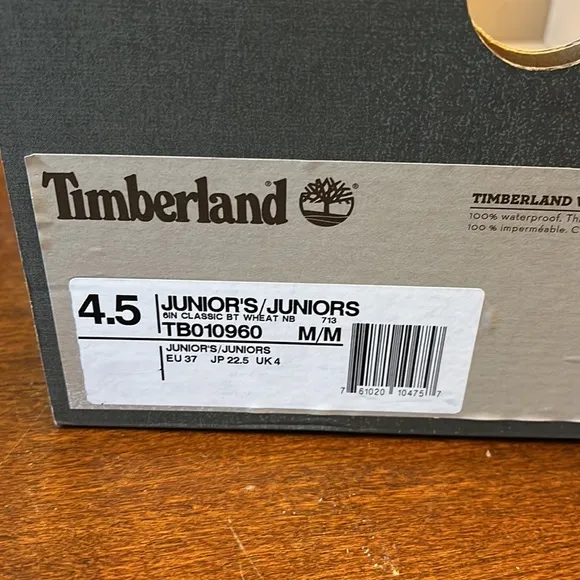 Timberland
TIMBERLAND
100% waterproof.
100 % imperméable.
4.5
JUNIOR'S/JUNIORS
6IN CLASSIC BT WHEAT NB 713
TB010960 M/M
JUNIOR'S/JUNIORS
EU 37 JP 22.5 UK 4
7 61020 10475 7